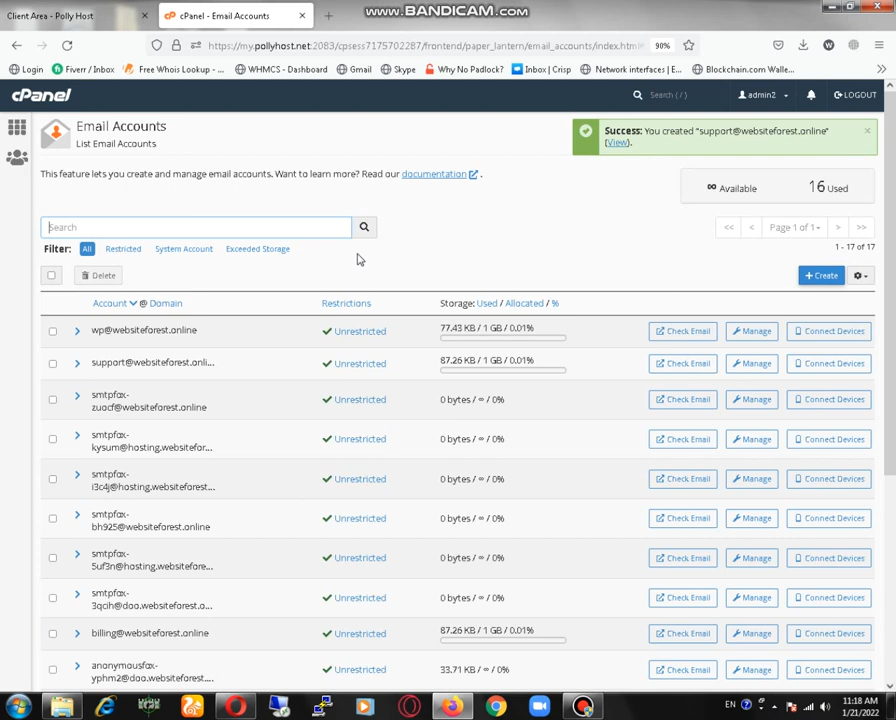 www.BANDICAM.com
Client Area - Polly Host
cPanel - Email Accounts
https://my.pollyhost.net:2083/cpsess7175702287/frontend/paper_lantern/email_accounts/index.htm
90%
Login
Fiverr / Inbox
Free Whois Lookup - ...
WHMCS - Dashboard
Gmail
Skype
Why No Padlock?
Inbox | Crisp
Network interfaces | E...
Blockchain.com Walle...
cPanel
Search ( / )
admin2
LOGOUT
Email Accounts
List Email Accounts
Success: You created "support@websiteforest.online"
(View).
This feature lets you create and manage email accounts. Want to learn more? Read our documentation .
∞ Available 16 Used
Search
<< < Page 1 of 1 > >>
Filter: All Restricted System Account Exceeded Storage
1 - 17 of 17
Delete
+ Create
Account @ Domain Restrictions Storage: Used / Allocated / %
wp@websiteforest.online Unrestricted 77.43 KB / 1 GB / 0.01% Check Email Manage Connect Devices
support@websiteforest.onli... Unrestricted 87.26 KB / 1 GB / 0.01% Check Email Manage Connect Devices
smtpfox-
zuacf@websiteforest.online Unrestricted 0 bytes / ∞ / 0% Check Email Manage Connect Devices
smtpfox-
kysum@hosting.websitefor... Unrestricted 0 bytes / ∞ / 0% Check Email Manage Connect Devices
smtpfox-
i3c4j@hosting.websiteforest... Unrestricted 0 bytes / ∞ / 0% Check Email Manage Connect Devices
smtpfox-
bh925@websiteforest.online Unrestricted 0 bytes / ∞ / 0% Check Email Manage Connect Devices
smtpfox-
5uf3n@hosting.websitefore... Unrestricted 0 bytes / ∞ / 0% Check Email Manage Connect Devices
smtpfox-
3qcih@dao.websiteforest.o... Unrestricted 0 bytes / ∞ / 0% Check Email Manage Connect Devices
billing@websiteforest.online Unrestricted 87.26 KB / 1 GB / 0.01% Check Email Manage Connect Devices
anonymousfox-
yphm2@dao.websiteforest... Unrestricted 33.71 KB / ∞ / 0% Check Email Manage Connect Devices
EN
11:18 AM
1/21/2022